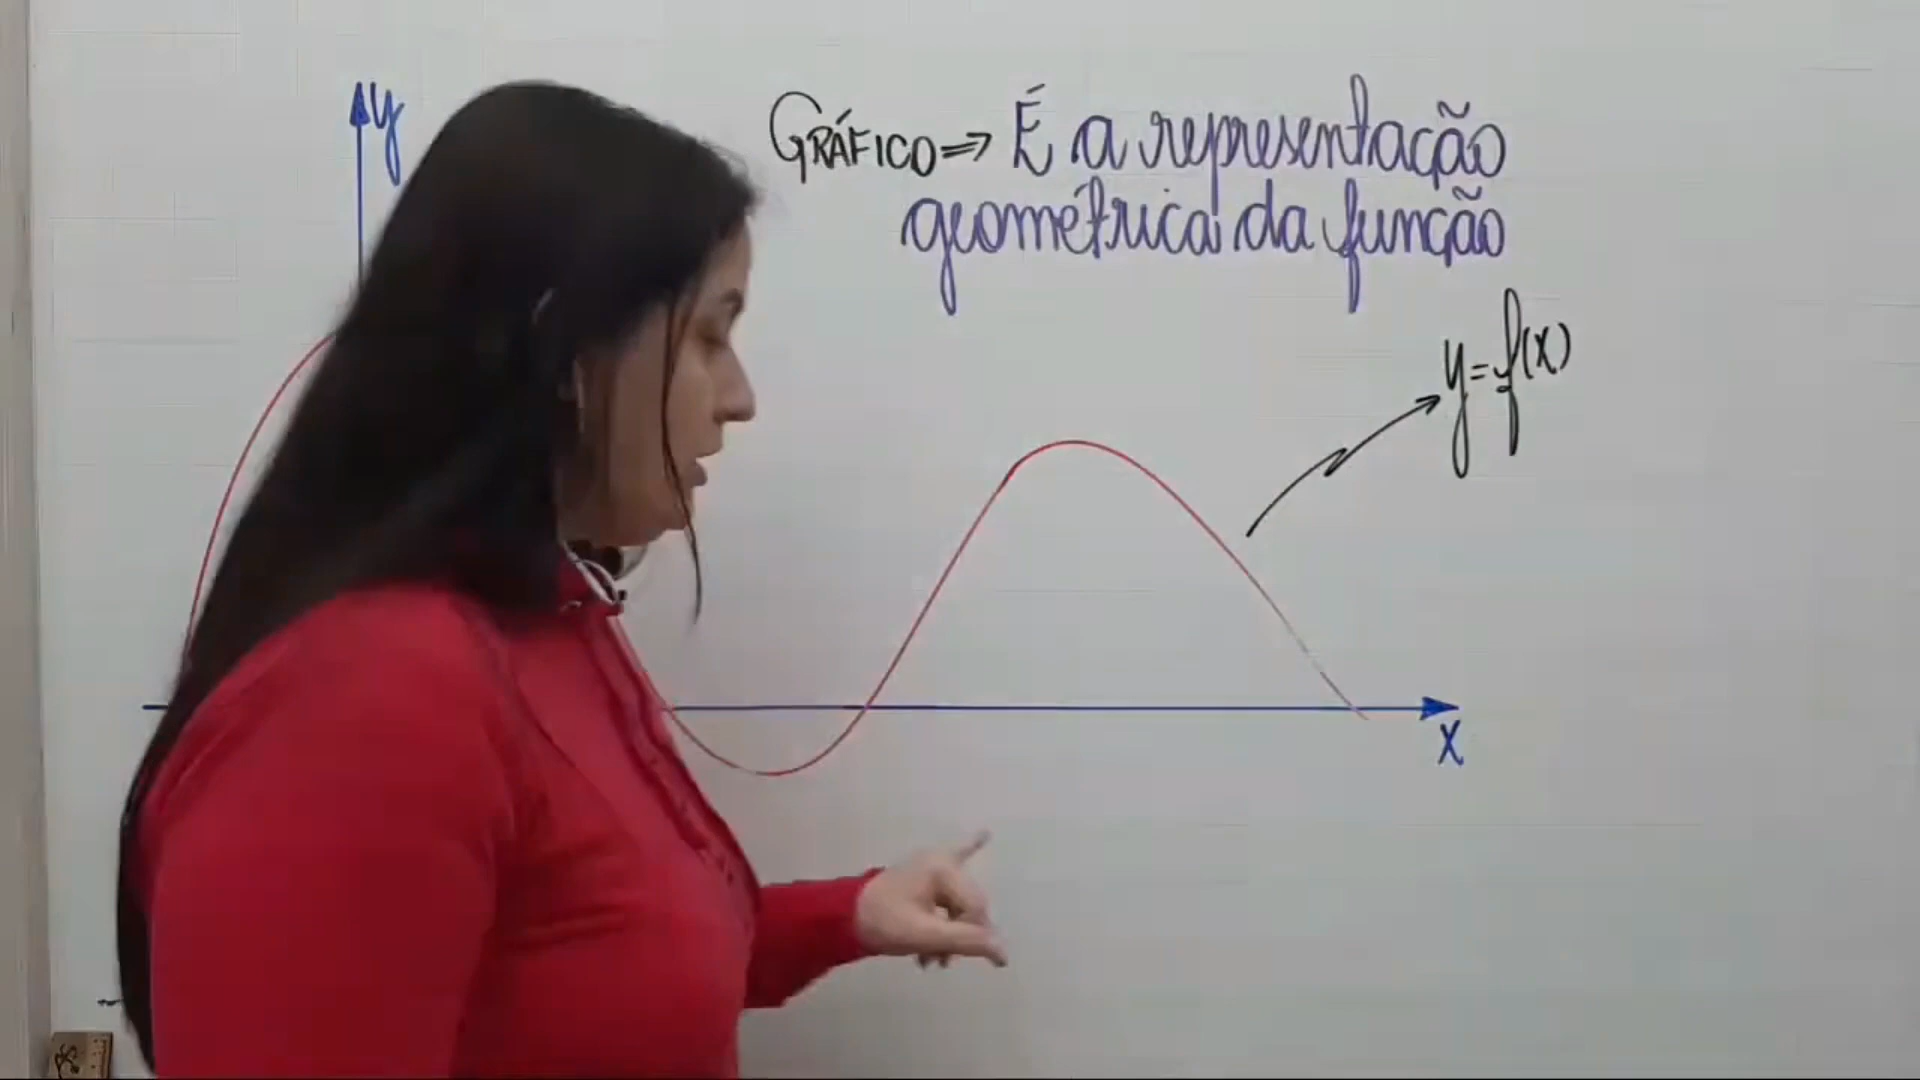 y
GRÁFICO => É a representação
geométrica da função
y=f(x)
x